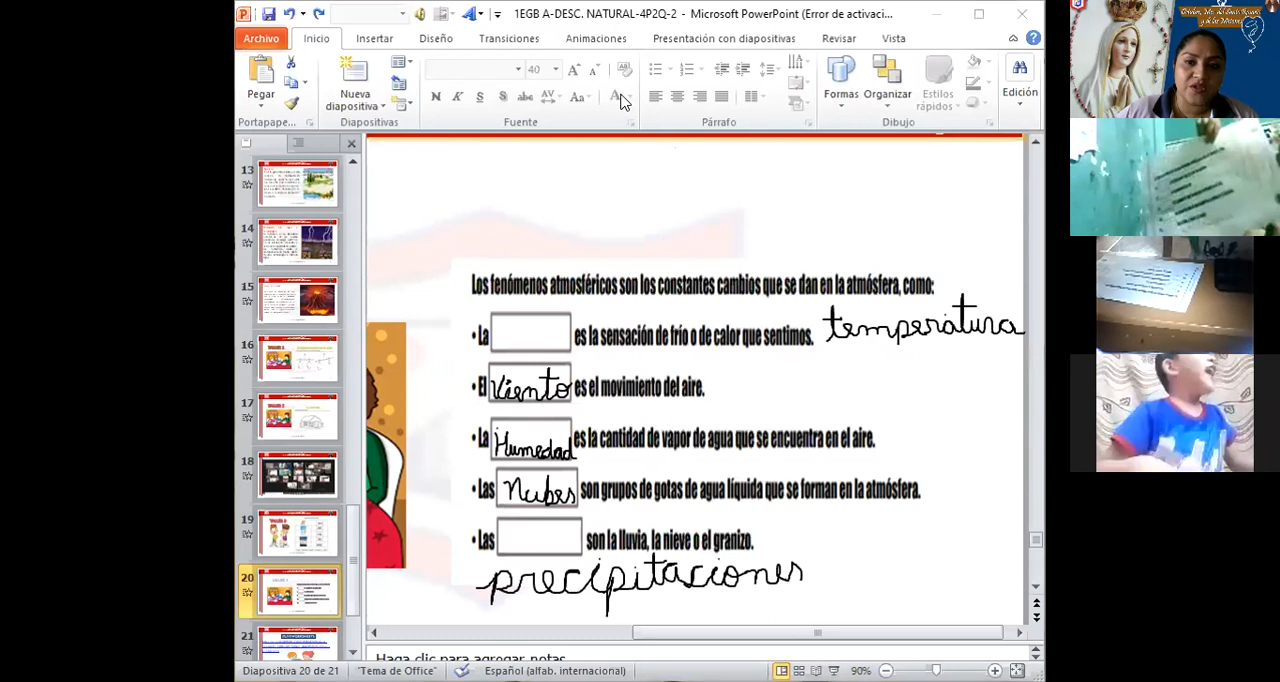 4TB A-DESC. NATURAL-4P2Q-2 - Microsoft PowerPoint (Error de activaci...
Archivo Inicio Insertar Diseño Transiciones Animaciones Presentación con diapositivas Revisar Vista
40
Pegar Nueva diapositiva Formas Organizar Estilos rápidos Edición
N K S S abc AV Aa A
Portapape... Diapositivas Fuente Párrafo Dibujo
13
14
15
16
17
18
19
20
21
Los fenómenos atmosféricos son los constantes cambios que se dan en la atmósfera, como:
• La es la sensación de frío o de calor que sentimos. temperatura
• El Viento es el movimiento del aire.
• La Humedad es la cantidad de vapor de agua que se encuentra en el aire.
• Las Nubes son grupos de gotas de agua líquida que se forman en la atmósfera.
• Las son la lluvia, la nieve o el granizo.
precipitaciones
Haga clic para agregar notas
Diapositiva 20 de 21 "Tema de Office" Español (alfab. internacional) 90%